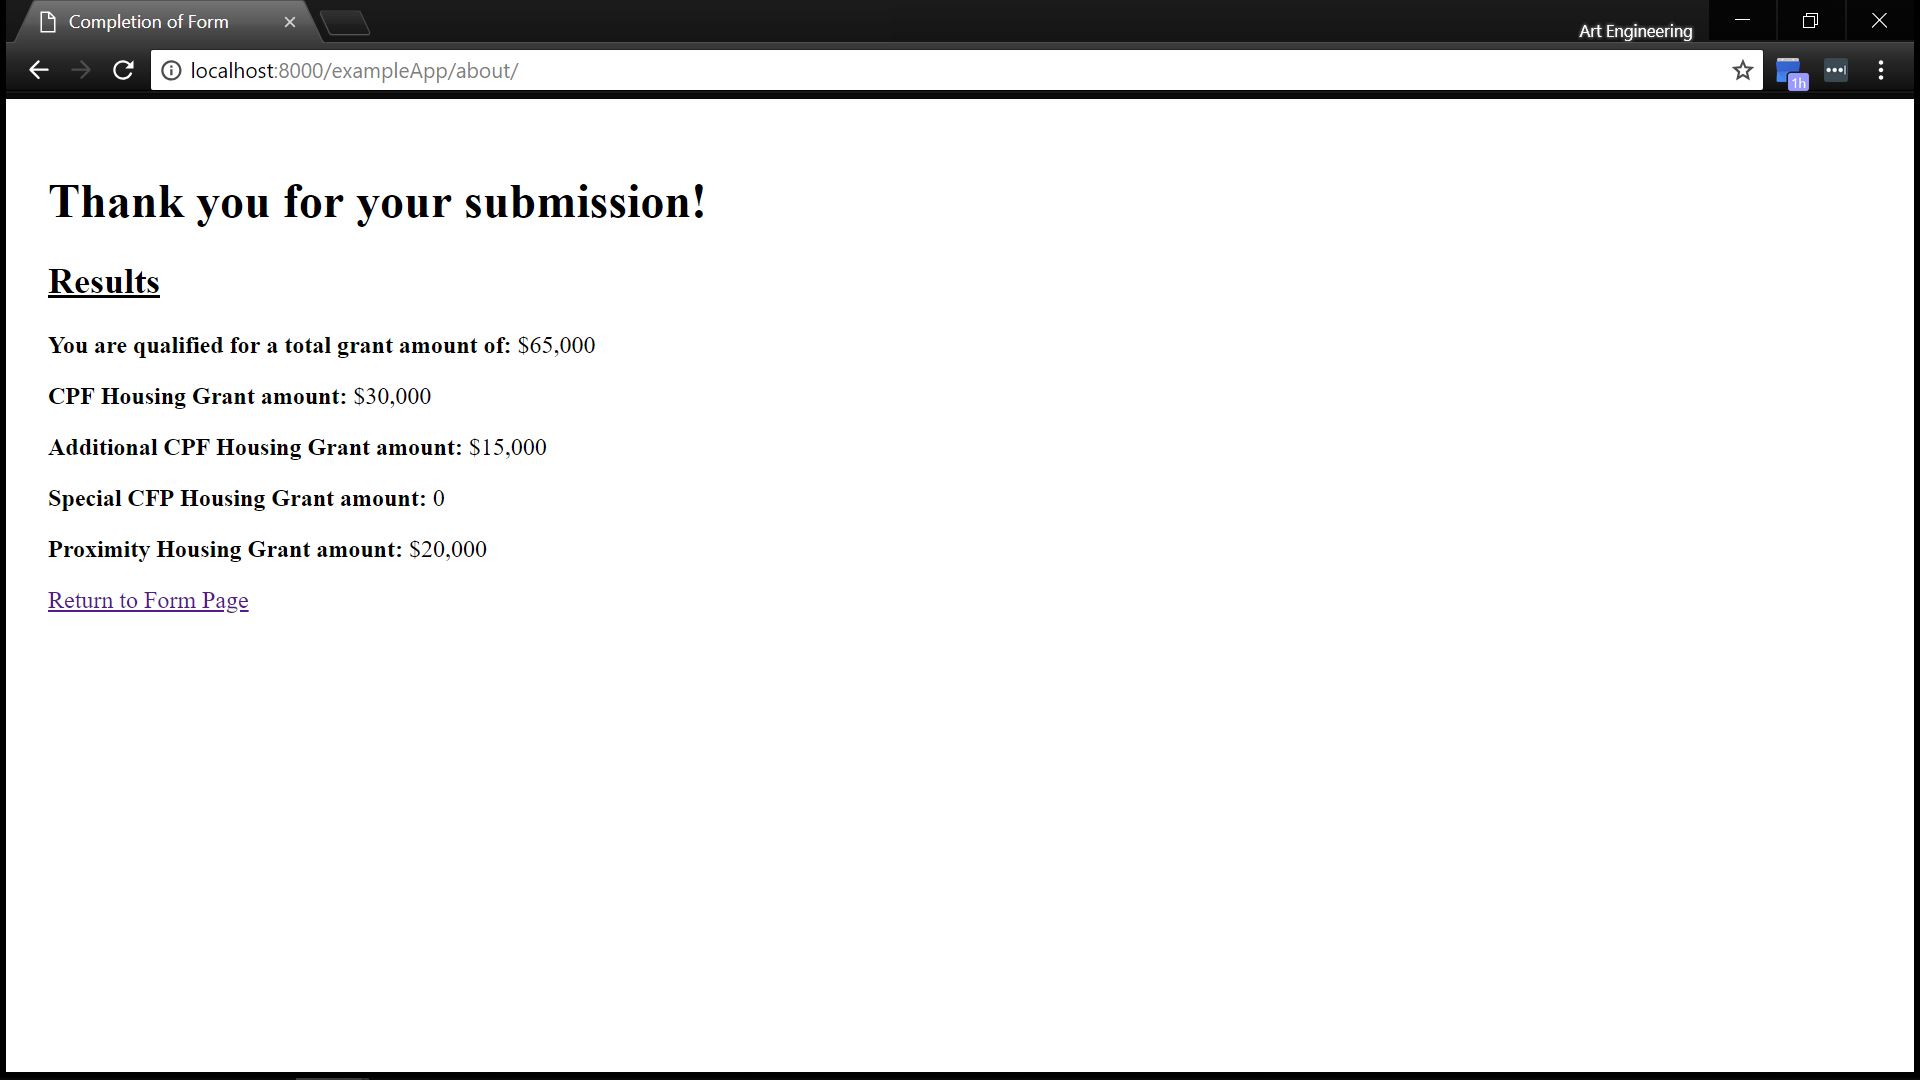 Completion of Form
Art Engineering
localhost:8000/exampleApp/about/
1h
Thank you for your submission!
Results
You are qualified for a total grant amount of: $65,000
CPF Housing Grant amount: $30,000
Additional CPF Housing Grant amount: $15,000
Special CFP Housing Grant amount: 0
Proximity Housing Grant amount: $20,000
Return to Form Page